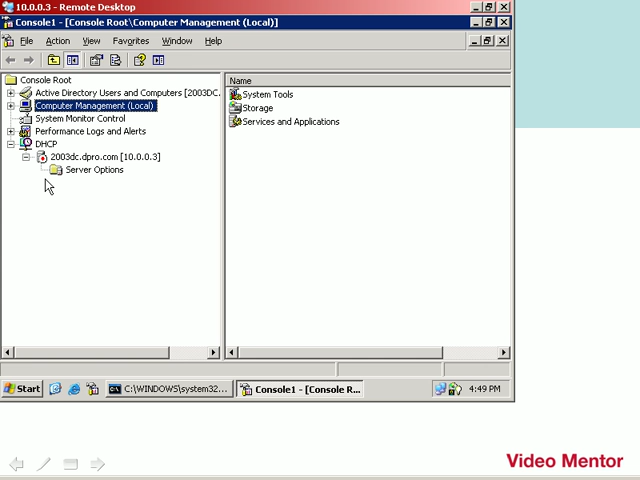 10.0.0.3 - Remote Desktop
Console1 - [Console Root\Computer Management (Local)]
File Action View Favorites Window Help
Console Root
Active Directory Users and Computers [2003DC.
Computer Management (Local)
System Monitor Control
Performance Logs and Alerts
DHCP
2003dc.dpro.com [10.0.0.3]
Server Options
Name
System Tools
Storage
Services and Applications
Start
C:\WINDOWS\system32...
Console1 - [Console R...
4:49 PM
Video Mentor